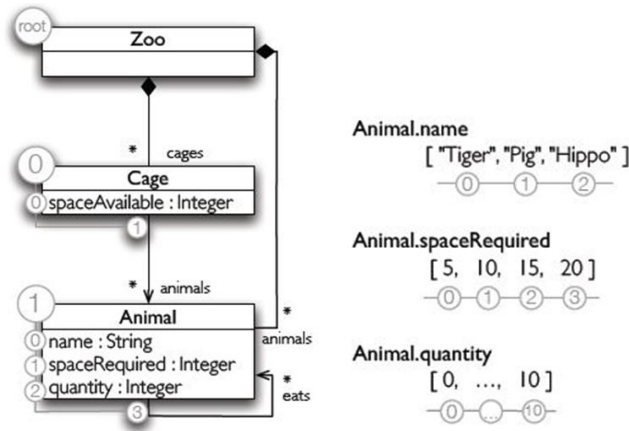 root
Zoo
*
cages
0
Cage
0 spaceAvailable : Integer
1
*
animals
1
Animal
*
animals
0 name : String
1 spaceRequired : Integer
2 quantity : Integer
*
eats
3
Animal.name
[ "Tiger", "Pig", "Hippo" ]
0 1 2
Animal.spaceRequired
[ 5, 10, 15, 20 ]
0 1 2 3
Animal.quantity
[ 0, ..., 10 ]
0 ... 10